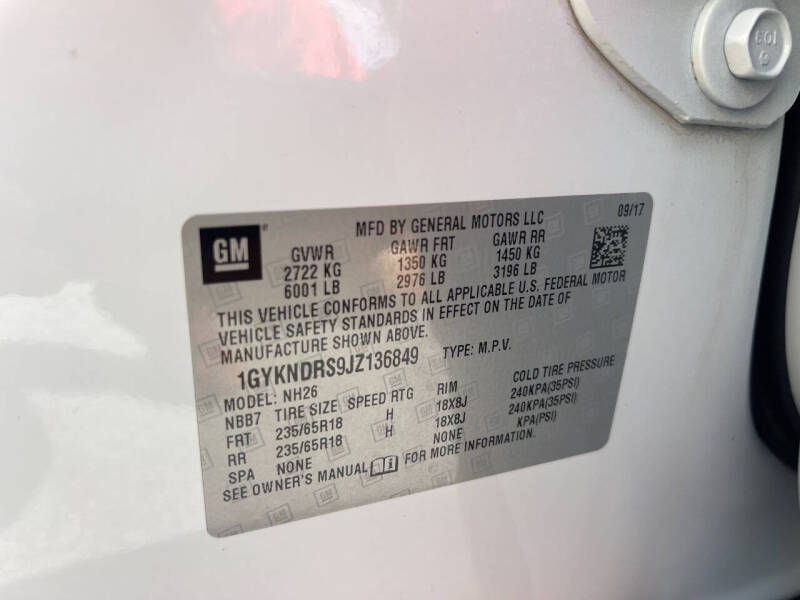 108
9
09/17
MFD BY GENERAL MOTORS LLC
GM®
GVWR GAWR FRT GAWR RR
2722 KG 1350 KG 1450 KG
6001 LB 2976 LB 3196 LB
THIS VEHICLE CONFORMS TO ALL APPLICABLE U.S. FEDERAL MOTOR
VEHICLE SAFETY STANDARDS IN EFFECT ON THE DATE OF
MANUFACTURE SHOWN ABOVE.
1GYKNDRS9JZ136849 TYPE: M.P.V.
MODEL: NH26
NBB7 TIRE SIZE SPEED RTG RIM COLD TIRE PRESSURE
FRT 235/65R18 H 18X8J 240KPA(35PSI)
RR 235/65R18 H 18X8J 240KPA(35PSI)
SPA NONE NONE KPA(PSI)
SEE OWNER'S MANUAL FOR MORE INFORMATION.